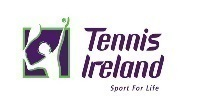 Tennis
Ireland
Sport For Life